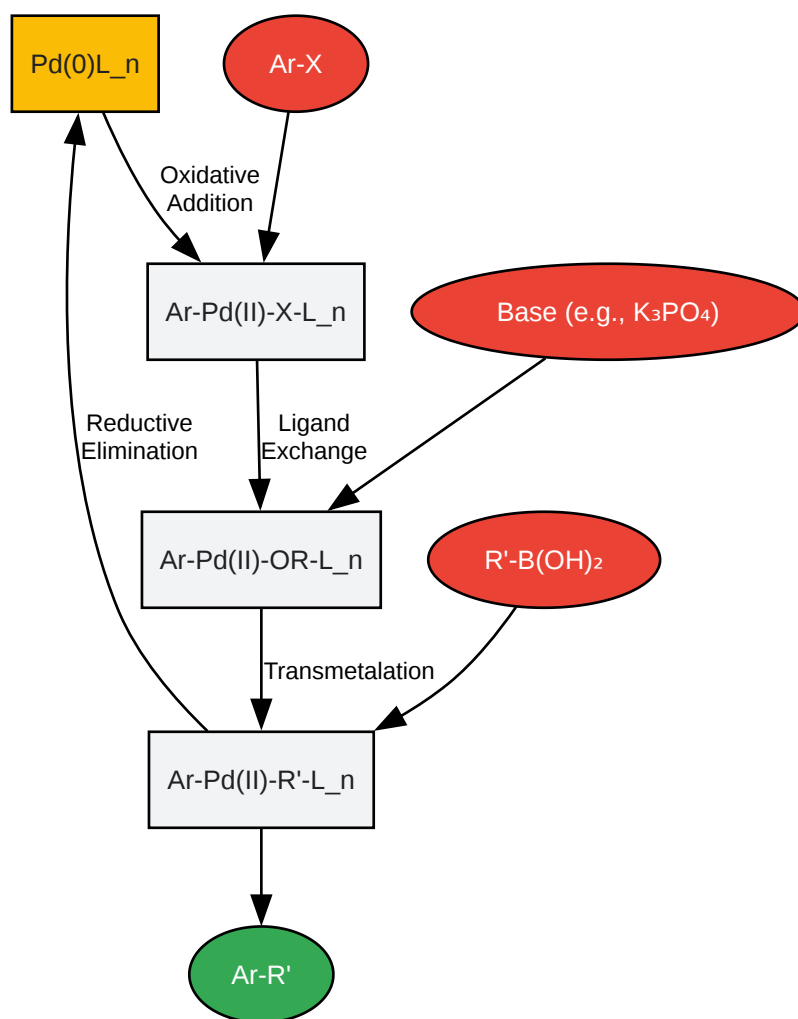 Pd(0)L_n
Ar-X
Oxidative
Addition
Ar-Pd(II)-X-L_n
Base (e.g., K₃PO₄)
Reductive
Elimination
Ligand
Exchange
Ar-Pd(II)-OR-L_n
R'-B(OH)₂
Transmetalation
Ar-Pd(II)-R'-L_n
Ar-R'